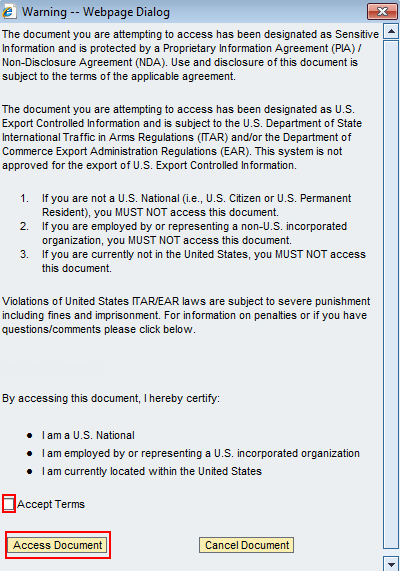 Warning -- Webpage Dialog
The document you are attempting to access has been designated as Sensitive
Information and is protected by a Proprietary Information Agreement (PIA) /
Non-Disclosure Agreement (NDA). Use and disclosure of this document is
subject to the terms of the applicable agreement.
The document you are attempting to access has been designated as U.S.
Export Controlled Information and is subject to the U.S. Department of State
International Traffic in Arms Regulations (ITAR) and/or the Department of
Commerce Export Administration Regulations (EAR). This system is not
approved for the export of U.S. Export Controlled Information.
1. If you are not a U.S. National (i.e., U.S. Citizen or U.S. Permanent
Resident), you MUST NOT access this document.
2. If you are employed by or representing a non-U.S. incorporated
organization, you MUST NOT access this document.
3. If you are currently not in the United States, you MUST NOT access
this document.
Violations of United States ITAR/EAR laws are subject to severe punishment
including fines and imprisonment. For information on penalties or if you have
questions/comments please click below.
By accessing this document, I hereby certify:
● I am a U.S. National
● I am employed by or representing a U.S. incorporated organization
● I am currently located within the United States
Accept Terms
Access Document Cancel Document